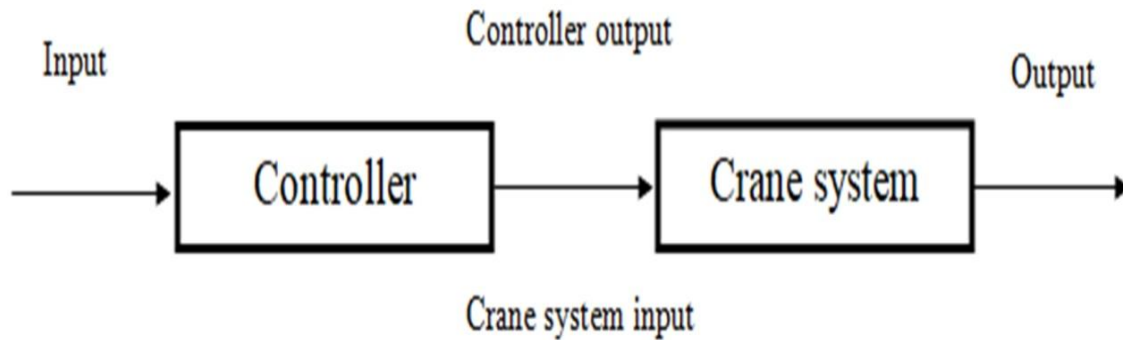 Input
Controller output
Output
Controller
Crane system
Crane system input